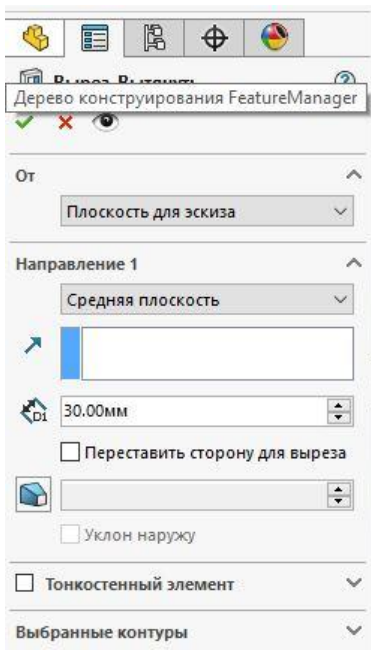 Дерево конструирования FeatureManager
От
Плоскость для эскиза
Направление 1
Средняя плоскость
D1
30.00мм
Переставить сторону для выреза
Уклон наружу
Тонкостенный элемент
Выбранные контуры